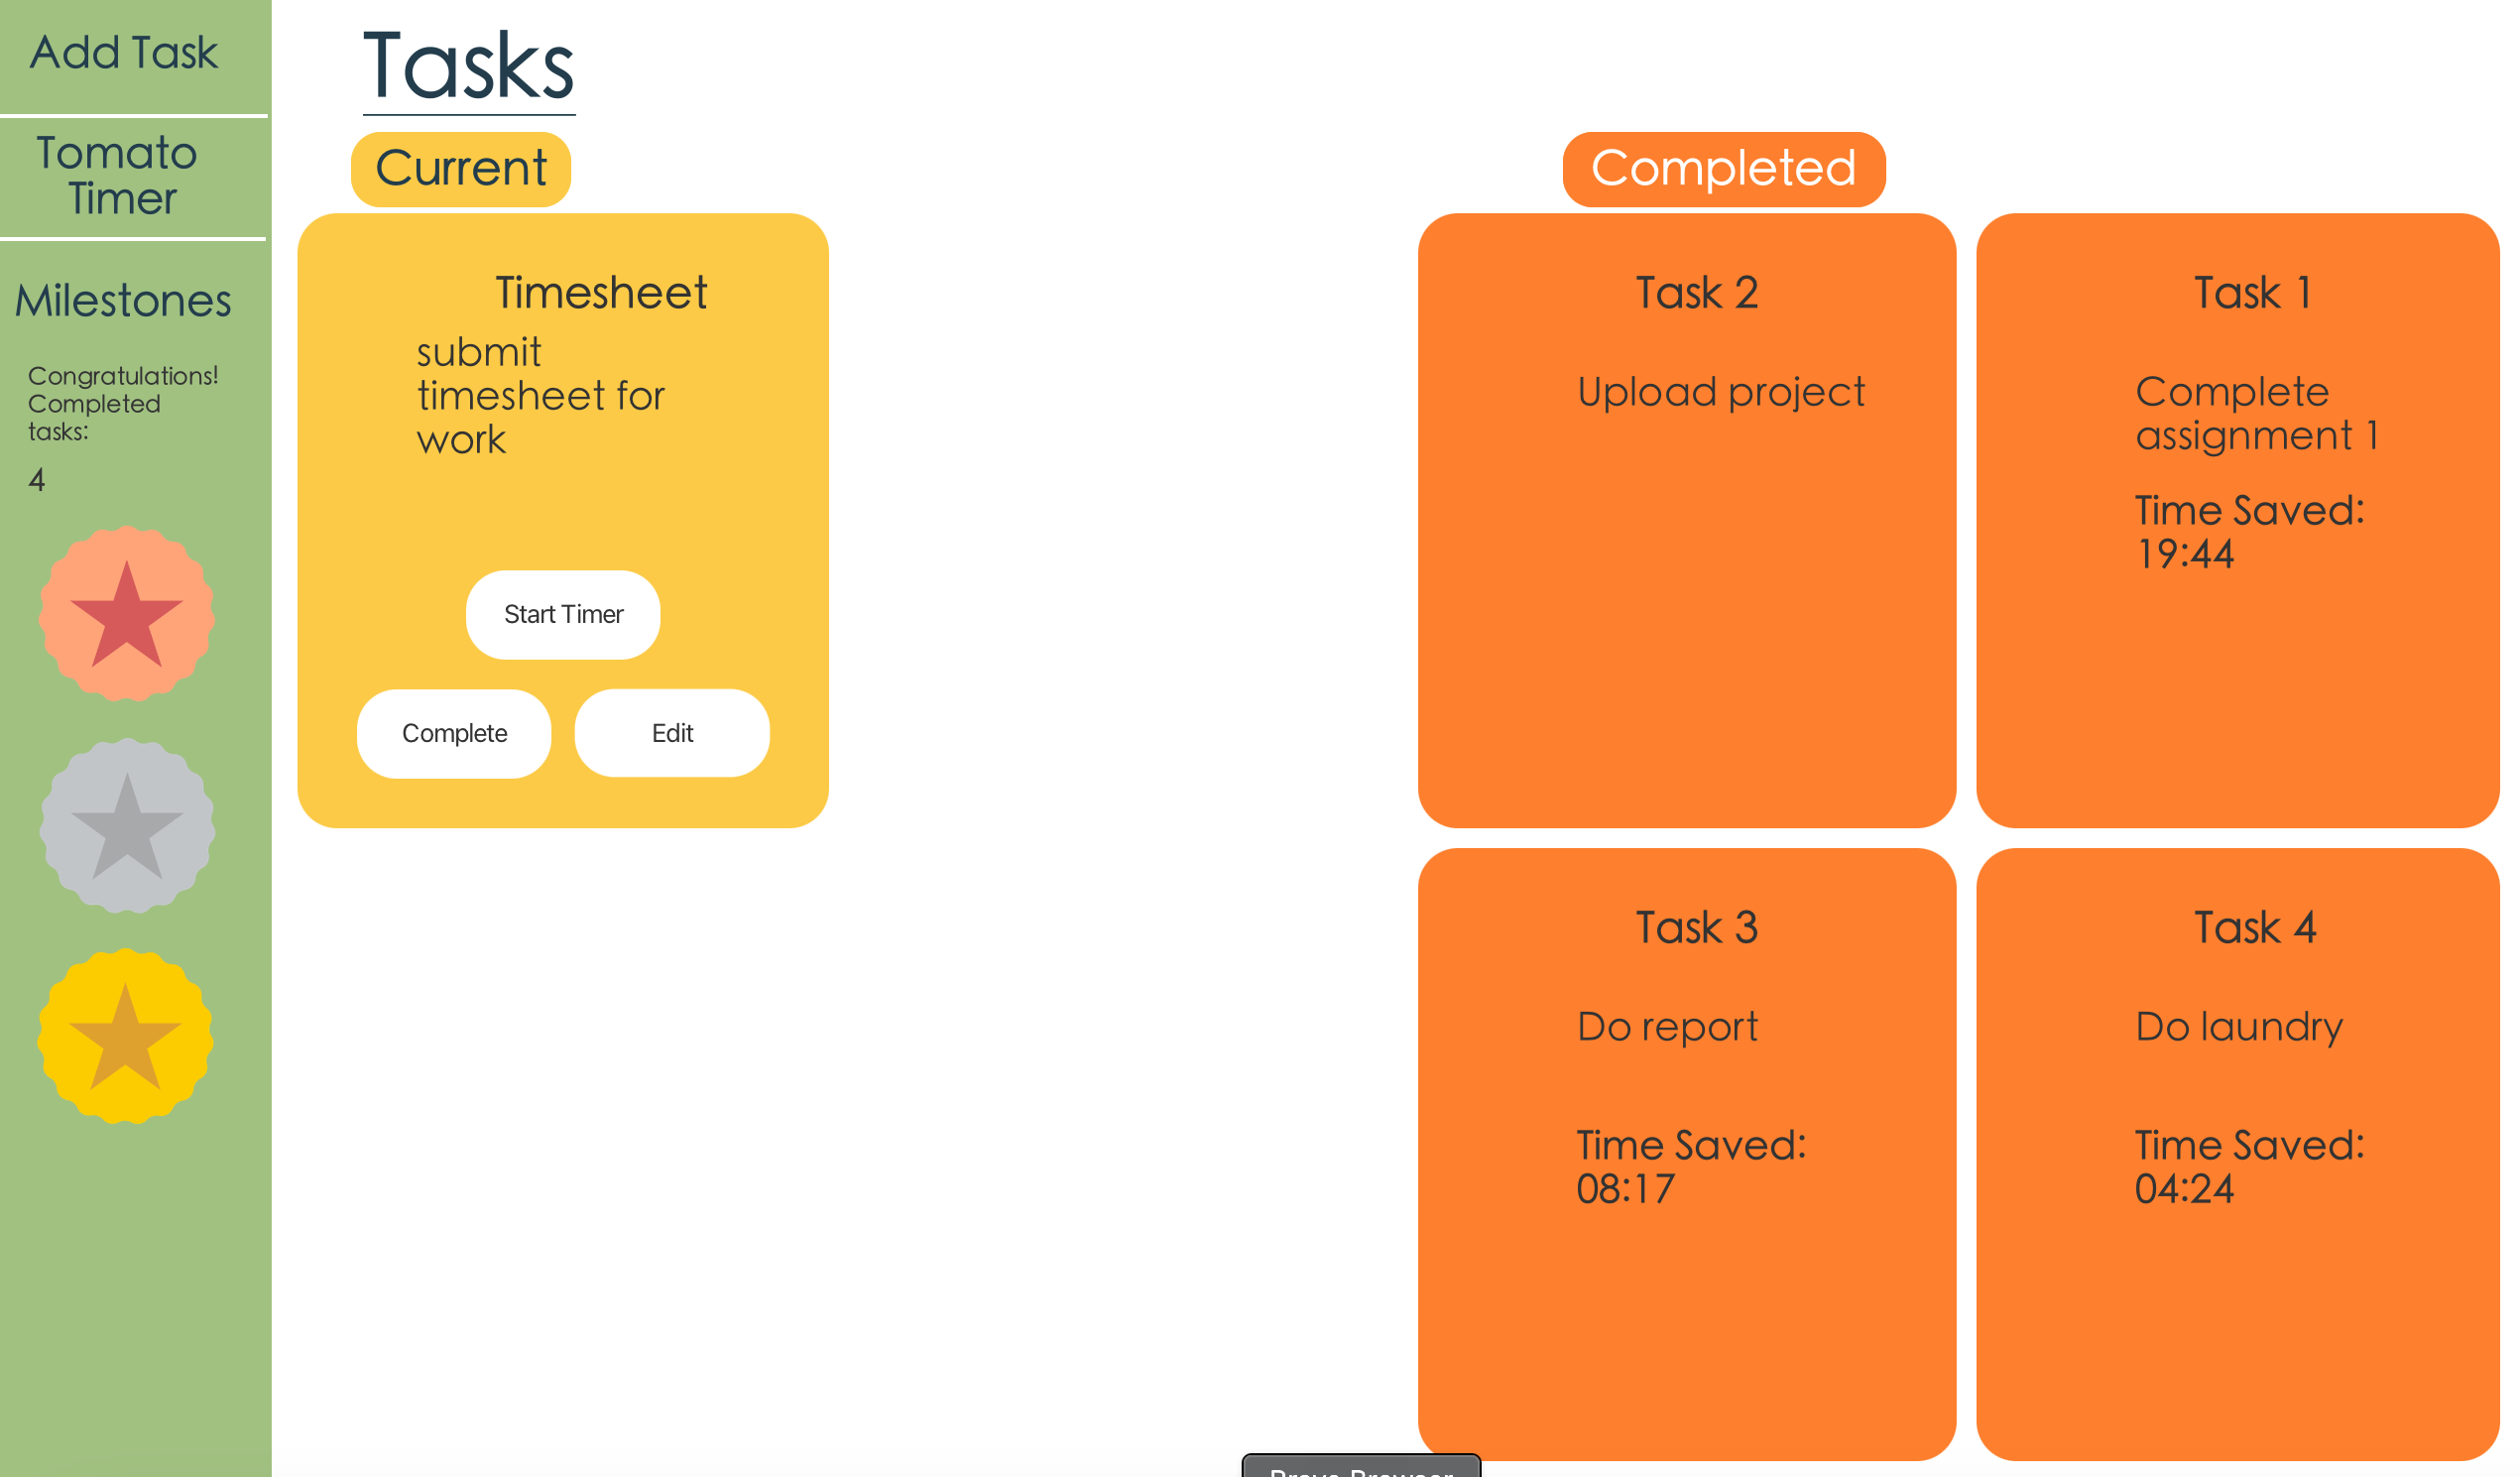 Add Task
Tomato
Timer
Milestones
Congratulations!
Completed
tasks:
4
Tasks
Current
Timesheet
submit
timesheet for
work
Start Timer
Complete
Edit
Completed
Task 2
Upload project
Task 1
Complete
assignment 1
Time Saved:
19:44
Task 3
Do report
Time Saved:
08:17
Task 4
Do laundry
Time Saved:
04:24
Brave Browser